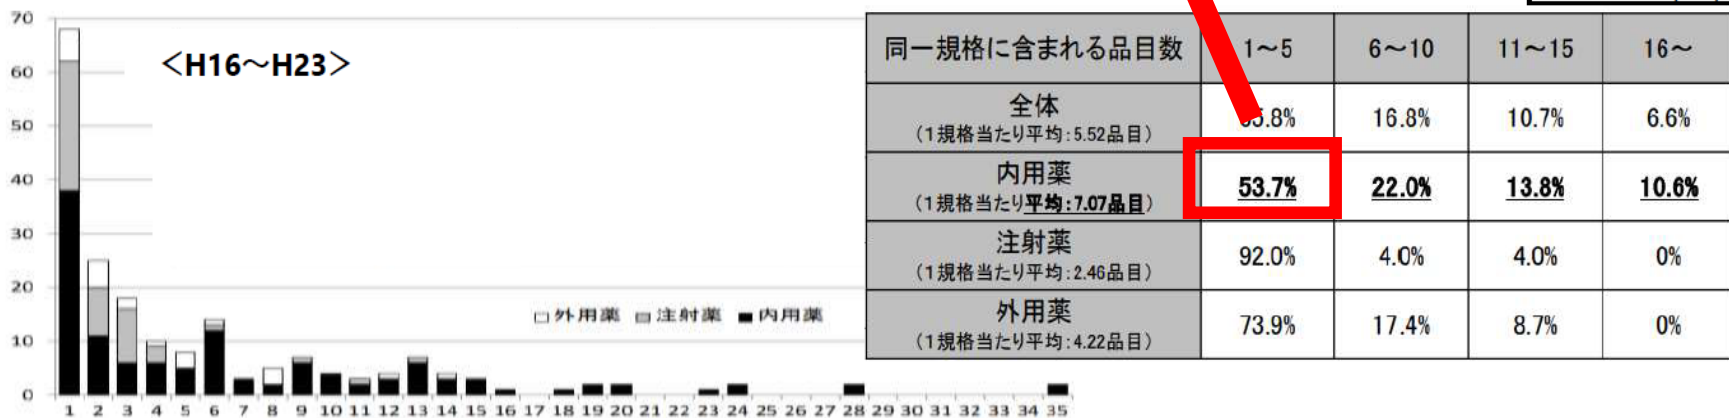 70
60
50
40
30
20
10
0
<H16～H23>
□外用薬 ■注射薬 ■内用薬
1 2 3 4 5 6 7 8 9 10 11 12 13 14 15 16 17 18 19 20 21 22 23 24 25 26 27 28 29 30 31 32 33 34 35
同一規格に含まれる品目数 1～5 6～10 11～15 16～
全体
（1規格当たり平均:5.52品目） 16.8% 10.7% 6.6%
内用薬
（1規格当たり平均:7.07品目） 53.7% 22.0% 13.8% 10.6%
注射薬
（1規格当たり平均:2.46品目） 92.0% 4.0% 4.0% 0%
外用薬
（1規格当たり平均:4.22品目） 73.9% 17.4% 8.7% 0%